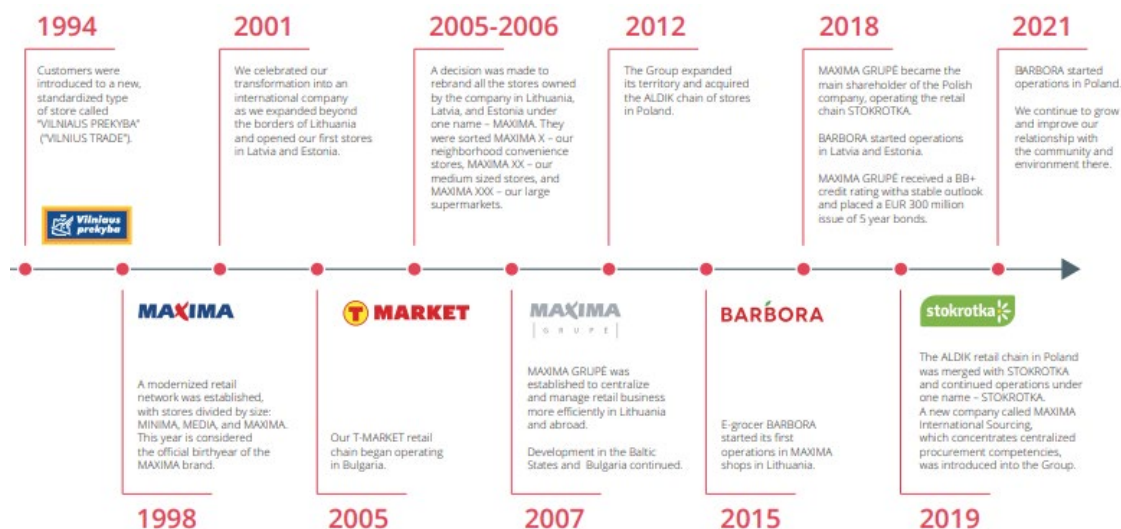 1994
Customers were
introduced to a new,
standardized type
of store called
“VILNIAUS PREKYBA”
(“VILNIUS TRADE”).
Vilniaus
prekyba
2001
We celebrated our
transformation into an
international company
as we expanded beyond
the borders of Lithuania
and opened our first stores
in Latvia and Estonia.
2005-2006
A decision was made to
rebrand all the stores owned
by the company in Lithuania,
Latvia, and Estonia under
one name – MAXIMA. They
were sorted MAXIMA X – our
neighborhood convenience
stores, MAXIMA XX – our
medium sized stores, and
MAXIMA XXX – our large
supermarkets.
2012
The Group expanded
its territory and acquired
the ALDIK chain of stores
in Poland.
2018
MAXIMA GRUPĖ became the
main shareholder of the Polish
company, operating the retail
chain STOKROTKA.
BARBORA started operations
in Latvia and Estonia.
MAXIMA GRUPĖ received a BB+
credit rating witha stable outlook
and placed a EUR 300 million
issue of 5 year bonds.
2021
BARBORA started
operations in Poland.
We continue to grow
and improve our
relationship with
the community and
environment there.
MAXIMA
A modernized retail
network was established,
with stores divided by size:
MINIMA, MEDIA, and MAXIMA.
This year is considered
the official birthyear of the
MAXIMA brand.
1998
T MARKET
Our T-MARKET retail
chain began operating
in Bulgaria.
2005
MAXIMA
GRUPĖ
MAXIMA GRUPĖ was
established to centralize
and manage retail business
more efficiently in Lithuania
and abroad.
Development in the Baltic
States and Bulgaria continued.
2007
BARBORA
E-grocer BARBORA
started its first
operations in MAXIMA
shops in Lithuania.
2015
stokrotka
The ALDIK retail chain in Poland
was merged with STOKROTKA
and continued operations under
one name – STOKROTKA.
A new company called MAXIMA
International Sourcing,
which concentrates centralized
procurement competencies,
was introduced into the Group.
2019